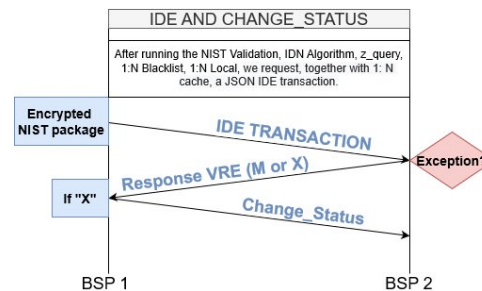 IDE AND CHANGE_STATUS
After running the NIST Validation, IDN Algorithm, z_query,
1:N Blacklist, 1:N Local, we request, together with 1: N
cache, a JSON IDE transaction.
Encrypted
NIST package
IDE TRANSACTION
Exception?
Response VRE (M or X)
If "X"
Change_Status
BSP 1
BSP 2